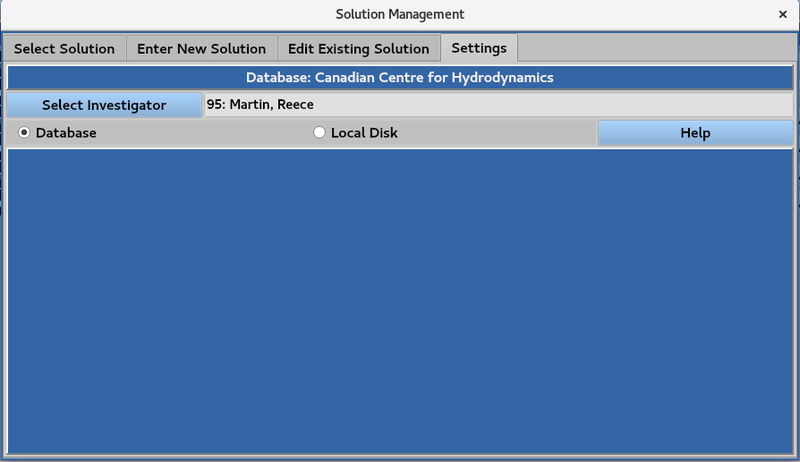 Solution Management
×
Select Solution Enter New Solution Edit Existing Solution Settings
Database: Canadian Centre for Hydrodynamics
Select Investigator 95: Martin, Reece
Database Local Disk Help